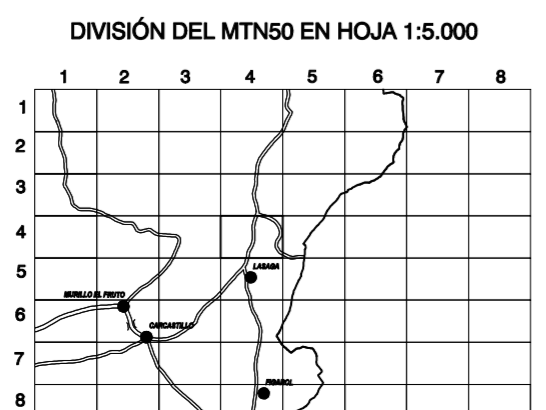 DIVISIÓN DEL MTN50 EN HOJA 1:5.000
1 2 3 4 5 6 7 8
1
2
3
4
LASAGA
5
MURILLO EL FRUTO
6
CARCASTILLO
7
FIGAROL
8